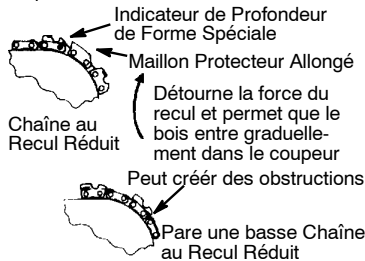 Indicateur de Profondeur
de Forme Spéciale
Maillon Protecteur Allongé
Détourne la force du
recul et permet que le
bois entre graduelle-
ment dans le coupeur
Chaîne au
Recul Réduit
Peut créér des obstructions
Pare une basse Chaîne
au Recul Réduit